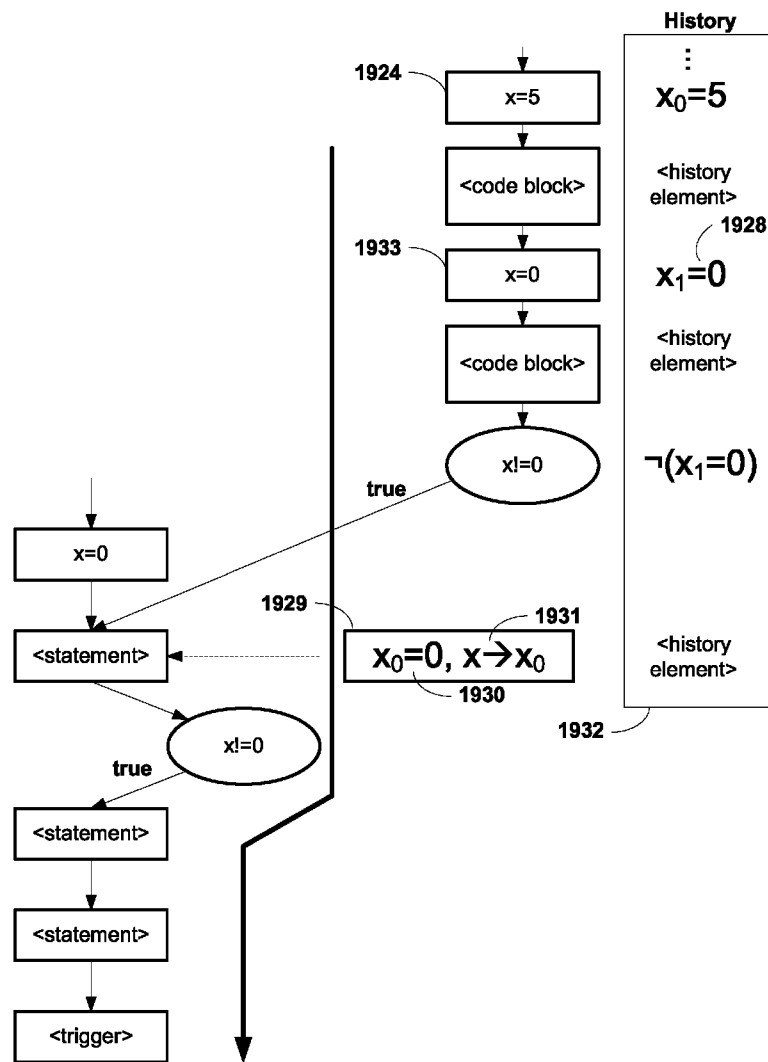 History
⋮
1924
x=5
x₀=5
<code block>
<history
element>
1928
1933
x=0
x₁=0
<code block>
<history
element>
x!=0
¬(x₁=0)
true
x=0
1929
1931
<statement>
x₀=0, x→x₀
<history
element>
1930
1932
x!=0
true
<statement>
<statement>
<trigger>